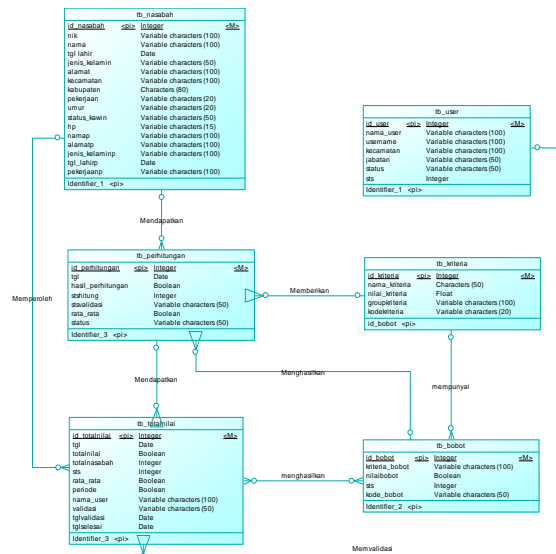 tb_nasabah
id_nasabah <pi> Integer <M>
nik Variable characters (100)
nama Variable characters (100)
tgl lahir Date
jenis_kelamin Variable characters (50)
alamat Variable characters (100)
kecamatan Variable characters (100)
kabupaten Characters (80)
pekerjaan Variable characters (20)
umur Variable characters (20)
status_kawin Variable characters (50)
hp Variable characters (15)
namap Variable characters (100)
alamatp Variable characters (100)
jenis_kelaminp Variable characters (100)
tgl_lahirp Date
pekerjaanp Variable characters (100)
Identifier_1 <pi>
tb_user
id_user <pi> Integer <M>
nama_user Variable characters (100)
username Variable characters (100)
kecamatan Variable characters (100)
jabatan Variable characters (50)
status Variable characters (50)
sts Integer
Identifier_1 <pi>
Mendapatkan
Memperoleh
tb_perhitungan
id_perhitungan <pi> Integer <M>
tgl Date
hasil_perhitungan Boolean
stshitung Integer
stsvalidasi Variable characters (50)
rata_rata Boolean
status Variable characters (50)
Identifier_3 <pi>
Memberikan
tb_kriteria
id_kriteria <pi> Integer <M>
nama_kriteria Characters (50)
nilai_kriteria Float
groupkriteria Variable characters (100)
kodekriteria Variable characters (20)
id_bobot <pi>
Mendapatkan
Menghasilkan
mempunyai
tb_totalnilai
id_totalnilai <pi> Integer <M>
tgl Date
totalnilai Boolean
totalnasabah Integer
sts Integer
rata_rata Boolean
periode Boolean
nama_user Variable characters (100)
validasi Variable characters (50)
tglvalidasi Date
tglselesai Date
Identifier_3 <pi>
menghasilkan
tb_bobot
id_bobot <pi> Integer <M>
kriteria_bobot Variable characters (100)
nilaibobot Boolean
sts Integer
kode_bobot Variable characters (50)
Identifier_2 <pi>
Memvalidasi